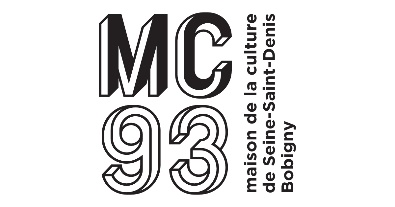 MC
93
maison de la culture
de Seine-Saint-Denis
Bobigny